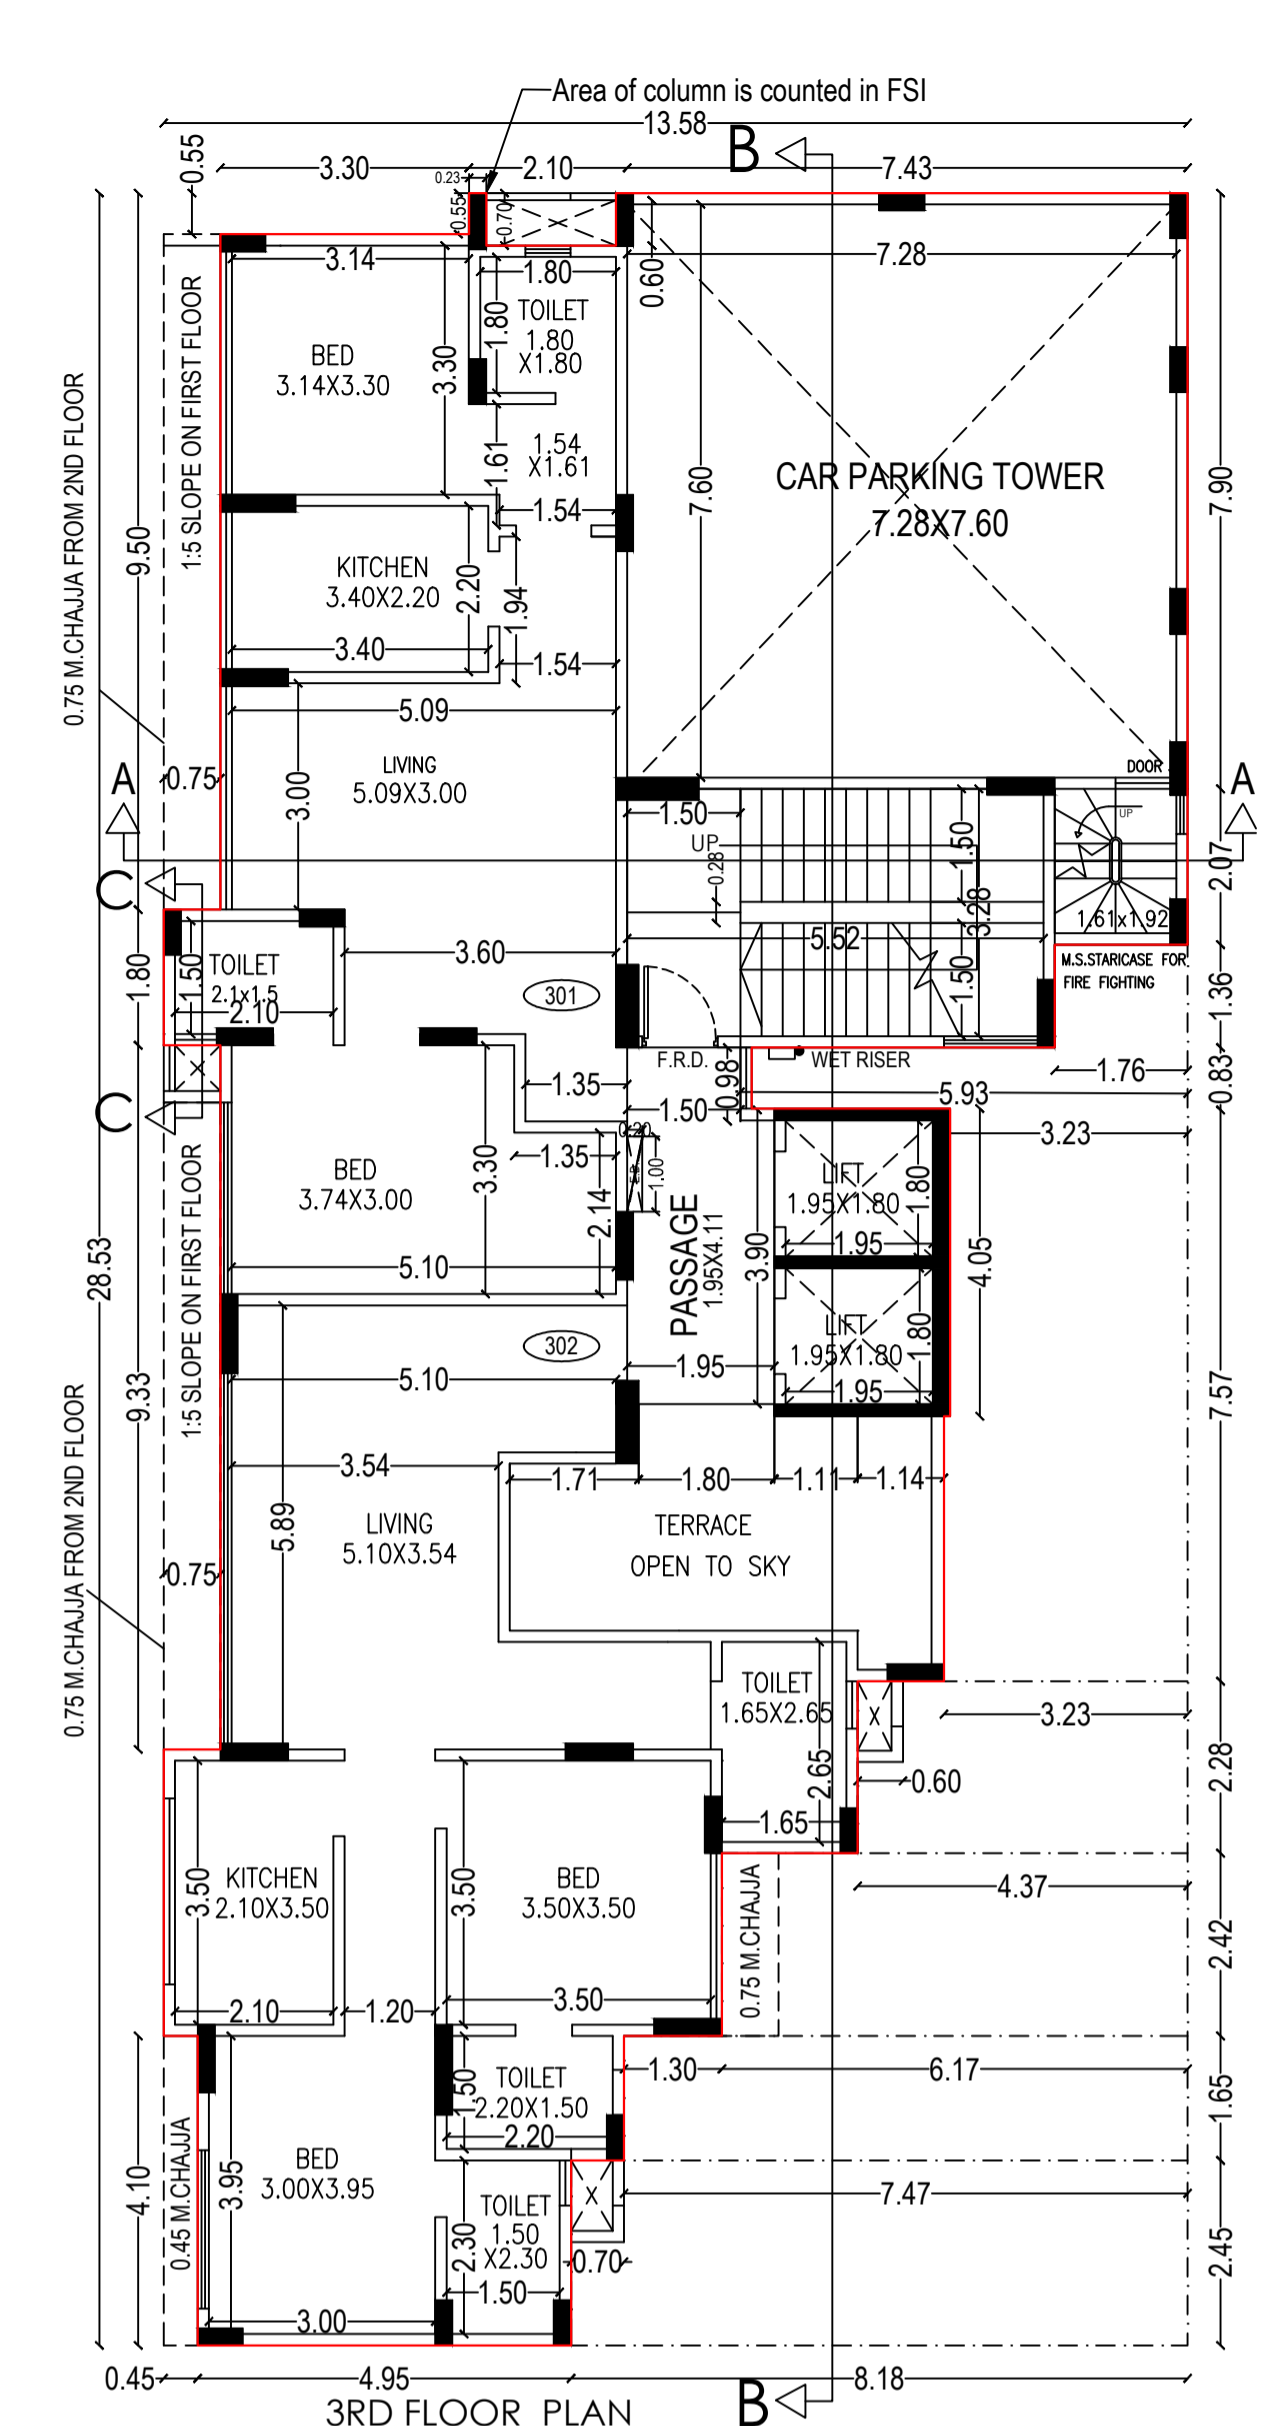 Area of column is counted in FSI
13.58
B
0.55
3.30
2.10
7.43
0.23
0.55
0.70
3.14
7.28
1.80
0.60
TOILET
1.80
X1.80
1.80
BED
3.14X3.30
3.30
1:5 SLOPE ON FIRST FLOOR
0.75 M.CHAJJA FROM 2ND FLOOR
9.50
1.61
1.54
X1.61
1.54
7.60
CAR PARKING TOWER
7.28X7.60
7.90
KITCHEN
3.40X2.20
2.20
1.94
3.40
1.54
5.09
LIVING
5.09X3.00
3.00
0.75
A
DOOR
A
1.50
UP
UP
0.28
1.50
3.28
2.07
C
1.61x1.92
5.52
3.60
1.80
1.50
TOILET
2.1x1.5
2.10
301
1.50
M.S.STARICASE FOR
FIRE FIGHTING
1.36
F.R.D.
WET RISER
1.76
0.83
0.98
1.35
5.93
C
1.50
0.20
3.23
1.35
1.00
BED
3.74X3.00
3.30
2.14
PASSAGE
1.95X4.11
3.90
LIFT
1.95X1.80
1.80
1.95
4.05
28.53
1:5 SLOPE ON FIRST FLOOR
5.10
302
LIFT
1.95X1.80
1.80
1.95
1.95
5.10
9.33
7.57
0.75 M.CHAJJA FROM 2ND FLOOR
3.54
1.71
1.80
1.11
1.14
5.89
LIVING
5.10X3.54
TERRACE
OPEN TO SKY
0.75
TOILET
1.65X2.65
X
3.23
2.65
0.60
2.28
1.65
KITCHEN
2.10X3.50
3.50
3.50
BED
3.50X3.50
4.37
0.75 M.CHAJJA
2.42
2.10
1.20
3.50
1.30
6.17
TOILET
2.20X1.50
.50
1.65
2.20
4.10
0.45 M.CHAJJA
3.95
BED
3.00X3.95
7.47
TOILET
1.50
X2.30
2.30
X
0.70
2.45
1.50
3.00
0.45
4.95
8.18
3RD FLOOR PLAN
B